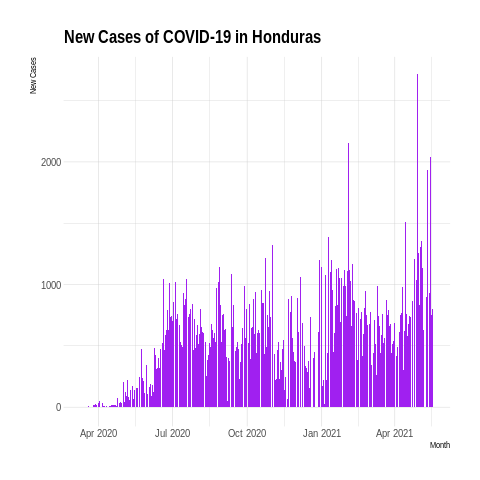 New Cases of COVID-19 in Honduras
New Cases
2000
1000
0
Apr 2020
Jul 2020
Oct 2020
Jan 2021
Apr 2021
Month